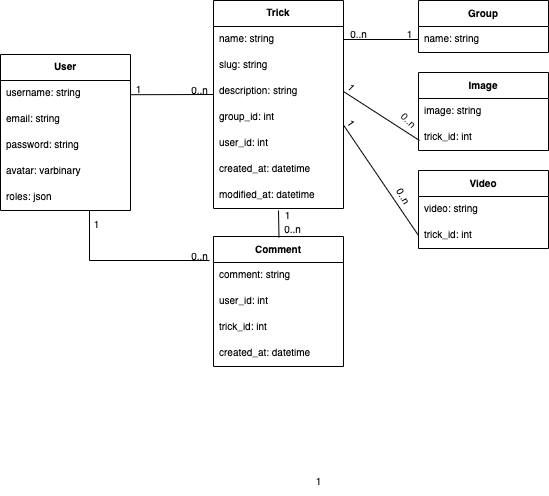 User
username: string
email: string
password: string
avatar: varbinary
roles: json
1
0..n
1
0..n
Trick
name: string
slug: string
description: string
group_id: int
user_id: int
created_at: datetime
modified_at: datetime
0..n
1
1
0..n
1
0..n
1
0..n
Comment
comment: string
user_id: int
trick_id: int
created_at: datetime
Group
name: string
Image
image: string
trick_id: int
Video
video: string
trick_id: int
1